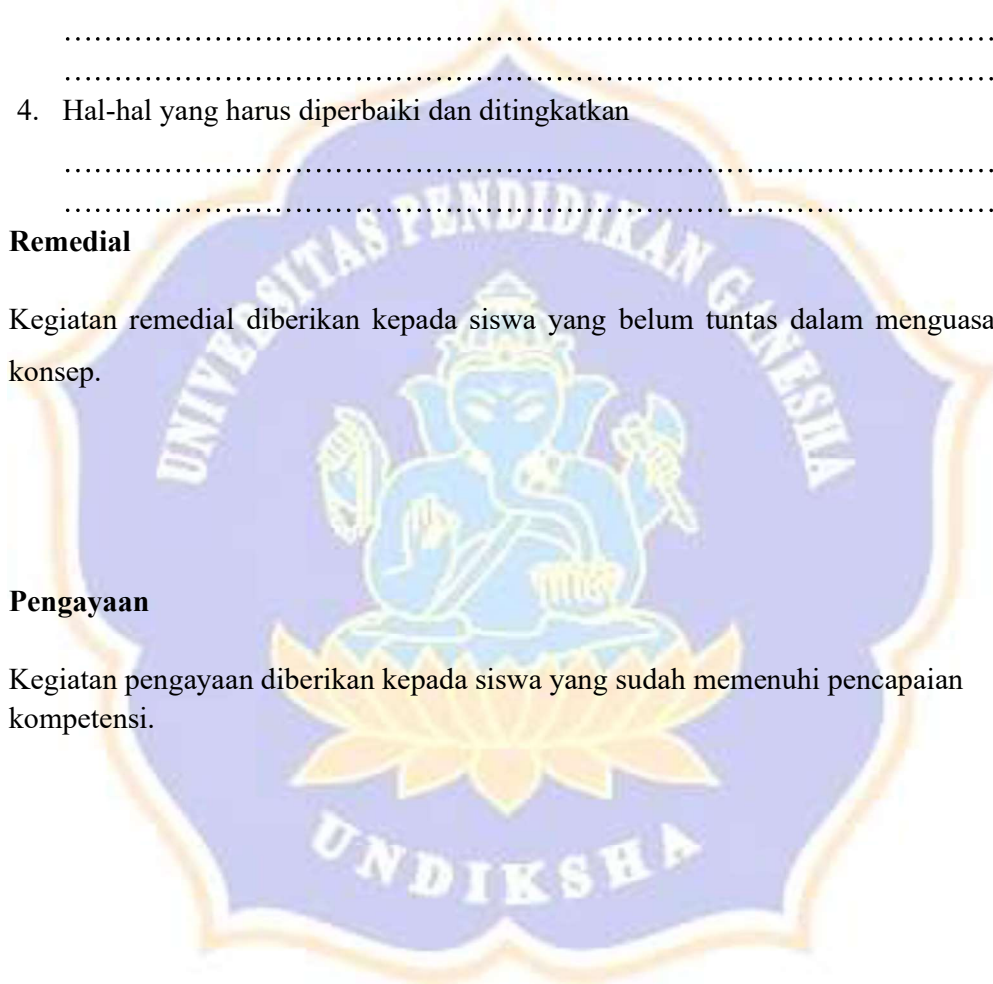 ……………………………………………………………………………………
……………………………………………………………………………………
4. Hal-hal yang harus diperbaiki dan ditingkatkan
……………………………………………………………………………………
……………………………………………………………………………………
Remedial
Kegiatan remedial diberikan kepada siswa yang belum tuntas dalam menguasa
konsep.
Pengayaan
Kegiatan pengayaan diberikan kepada siswa yang sudah memenuhi pencapaian
kompetensi.
UNIVERSITAS PENDIDIKAN GANESHA
UNDIKSHA